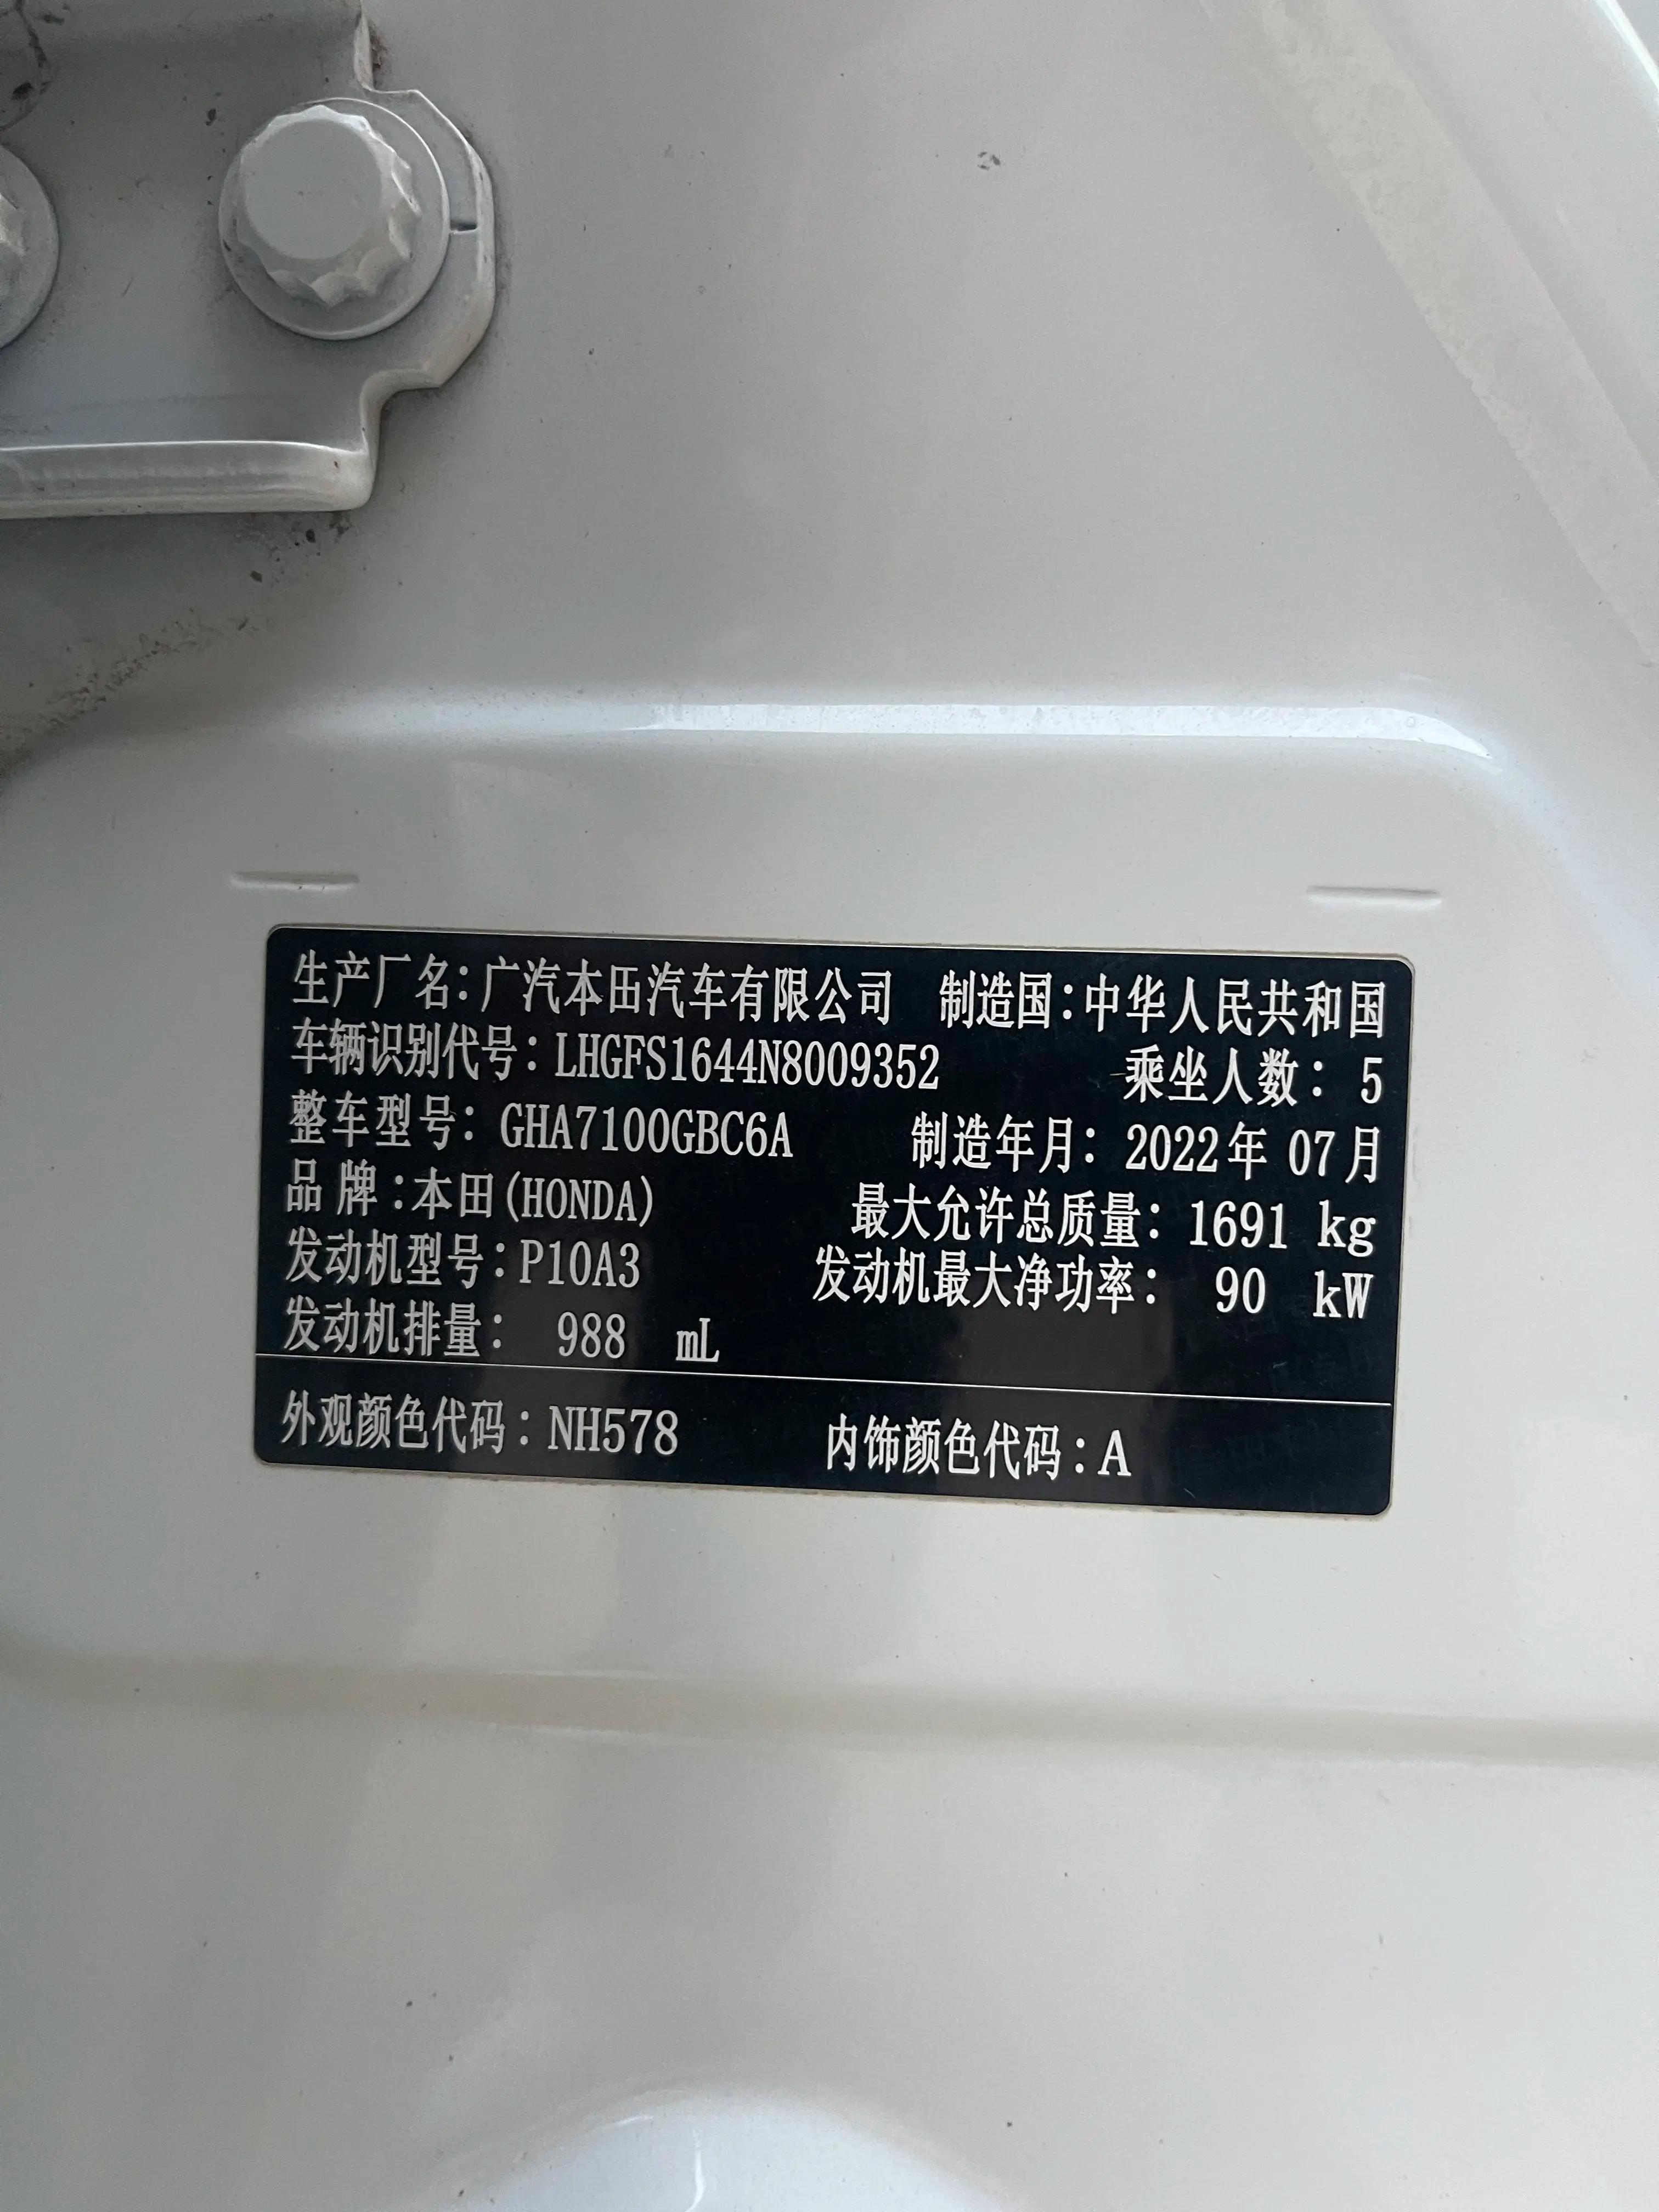 生产厂名：广汽本田汽车有限公司 制造国：中华人民共和国
车辆识别代号：LHGFS1644N8009352 乘坐人数：5
整车型号：GHA7100GBC6A 制造年月：2022年07月
品牌：本田(HONDA) 最大允许总质量：1691 kg
发动机型号：P10A3 发动机最大净功率：90 kW
发动机排量：988 mL
外观颜色代码：NH578 内饰颜色代码：A